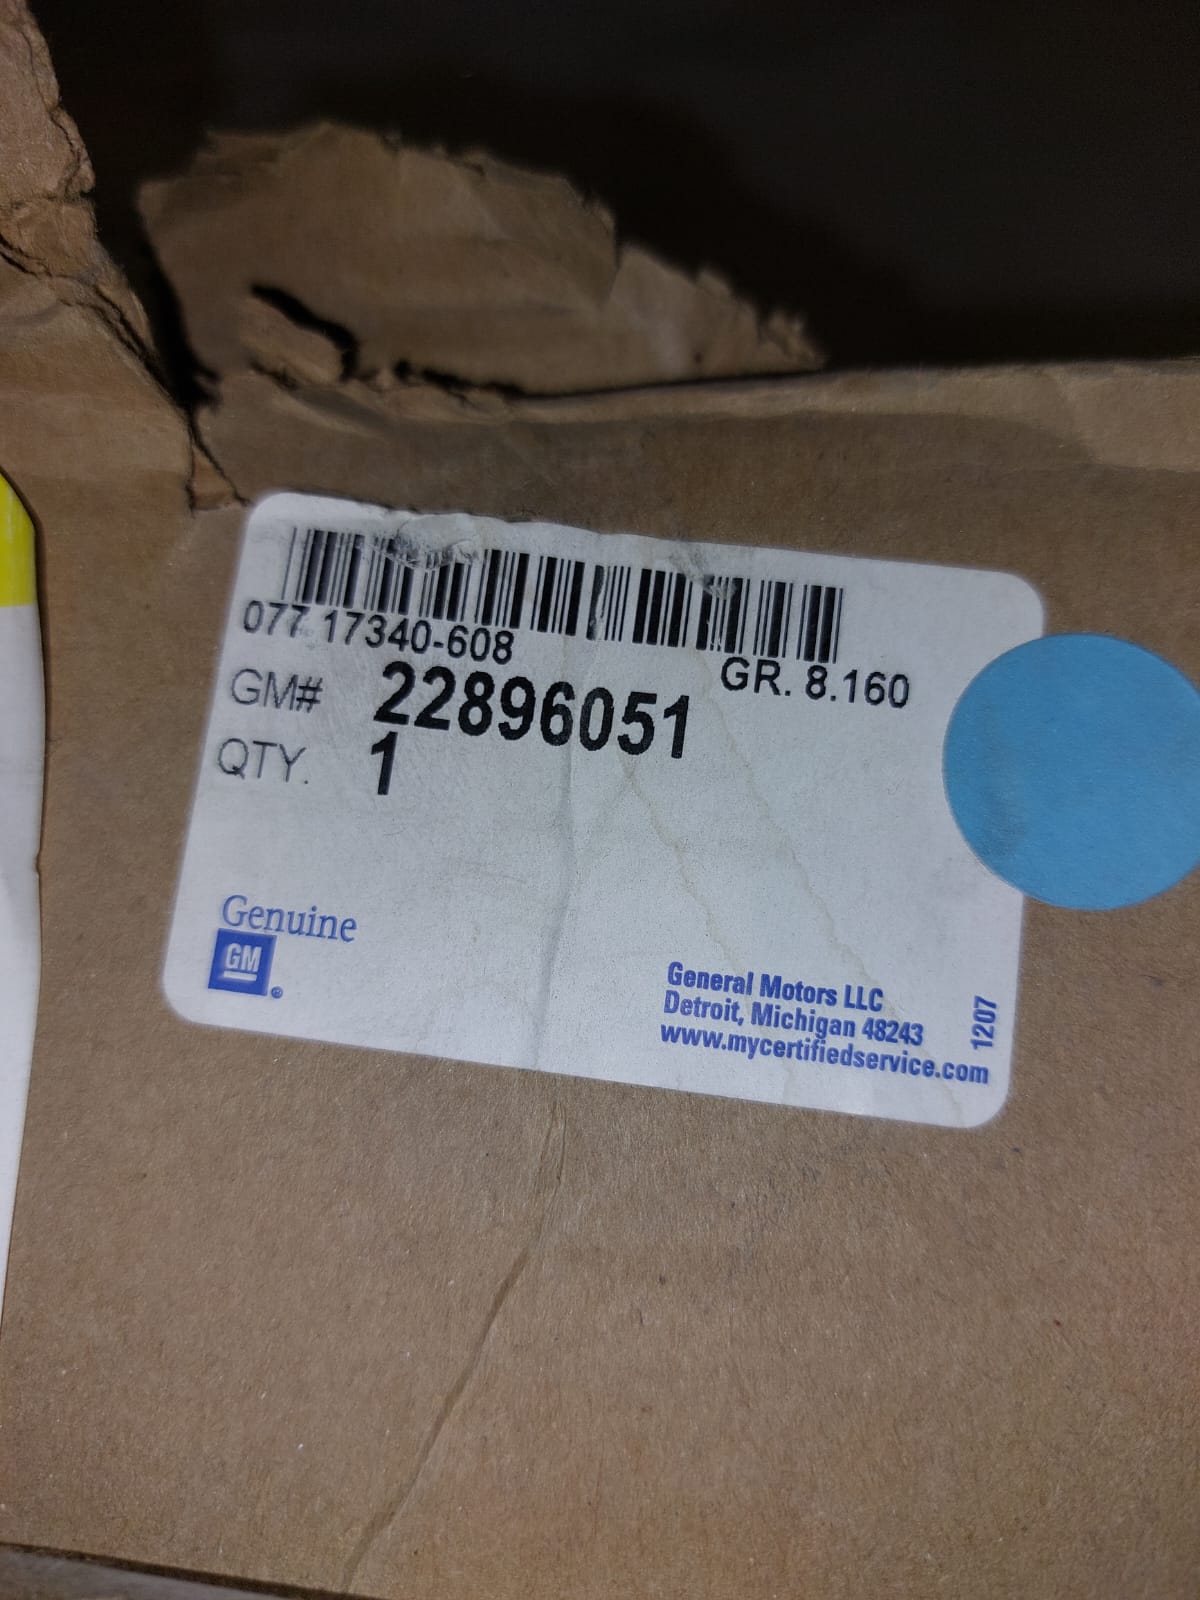 077 17340-608
GR. 8.160
GM# 22896051
QTY. 1
Genuine
GM
®
General Motors LLC
Detroit, Michigan 48243
www.mycertifiedservice.com
1207